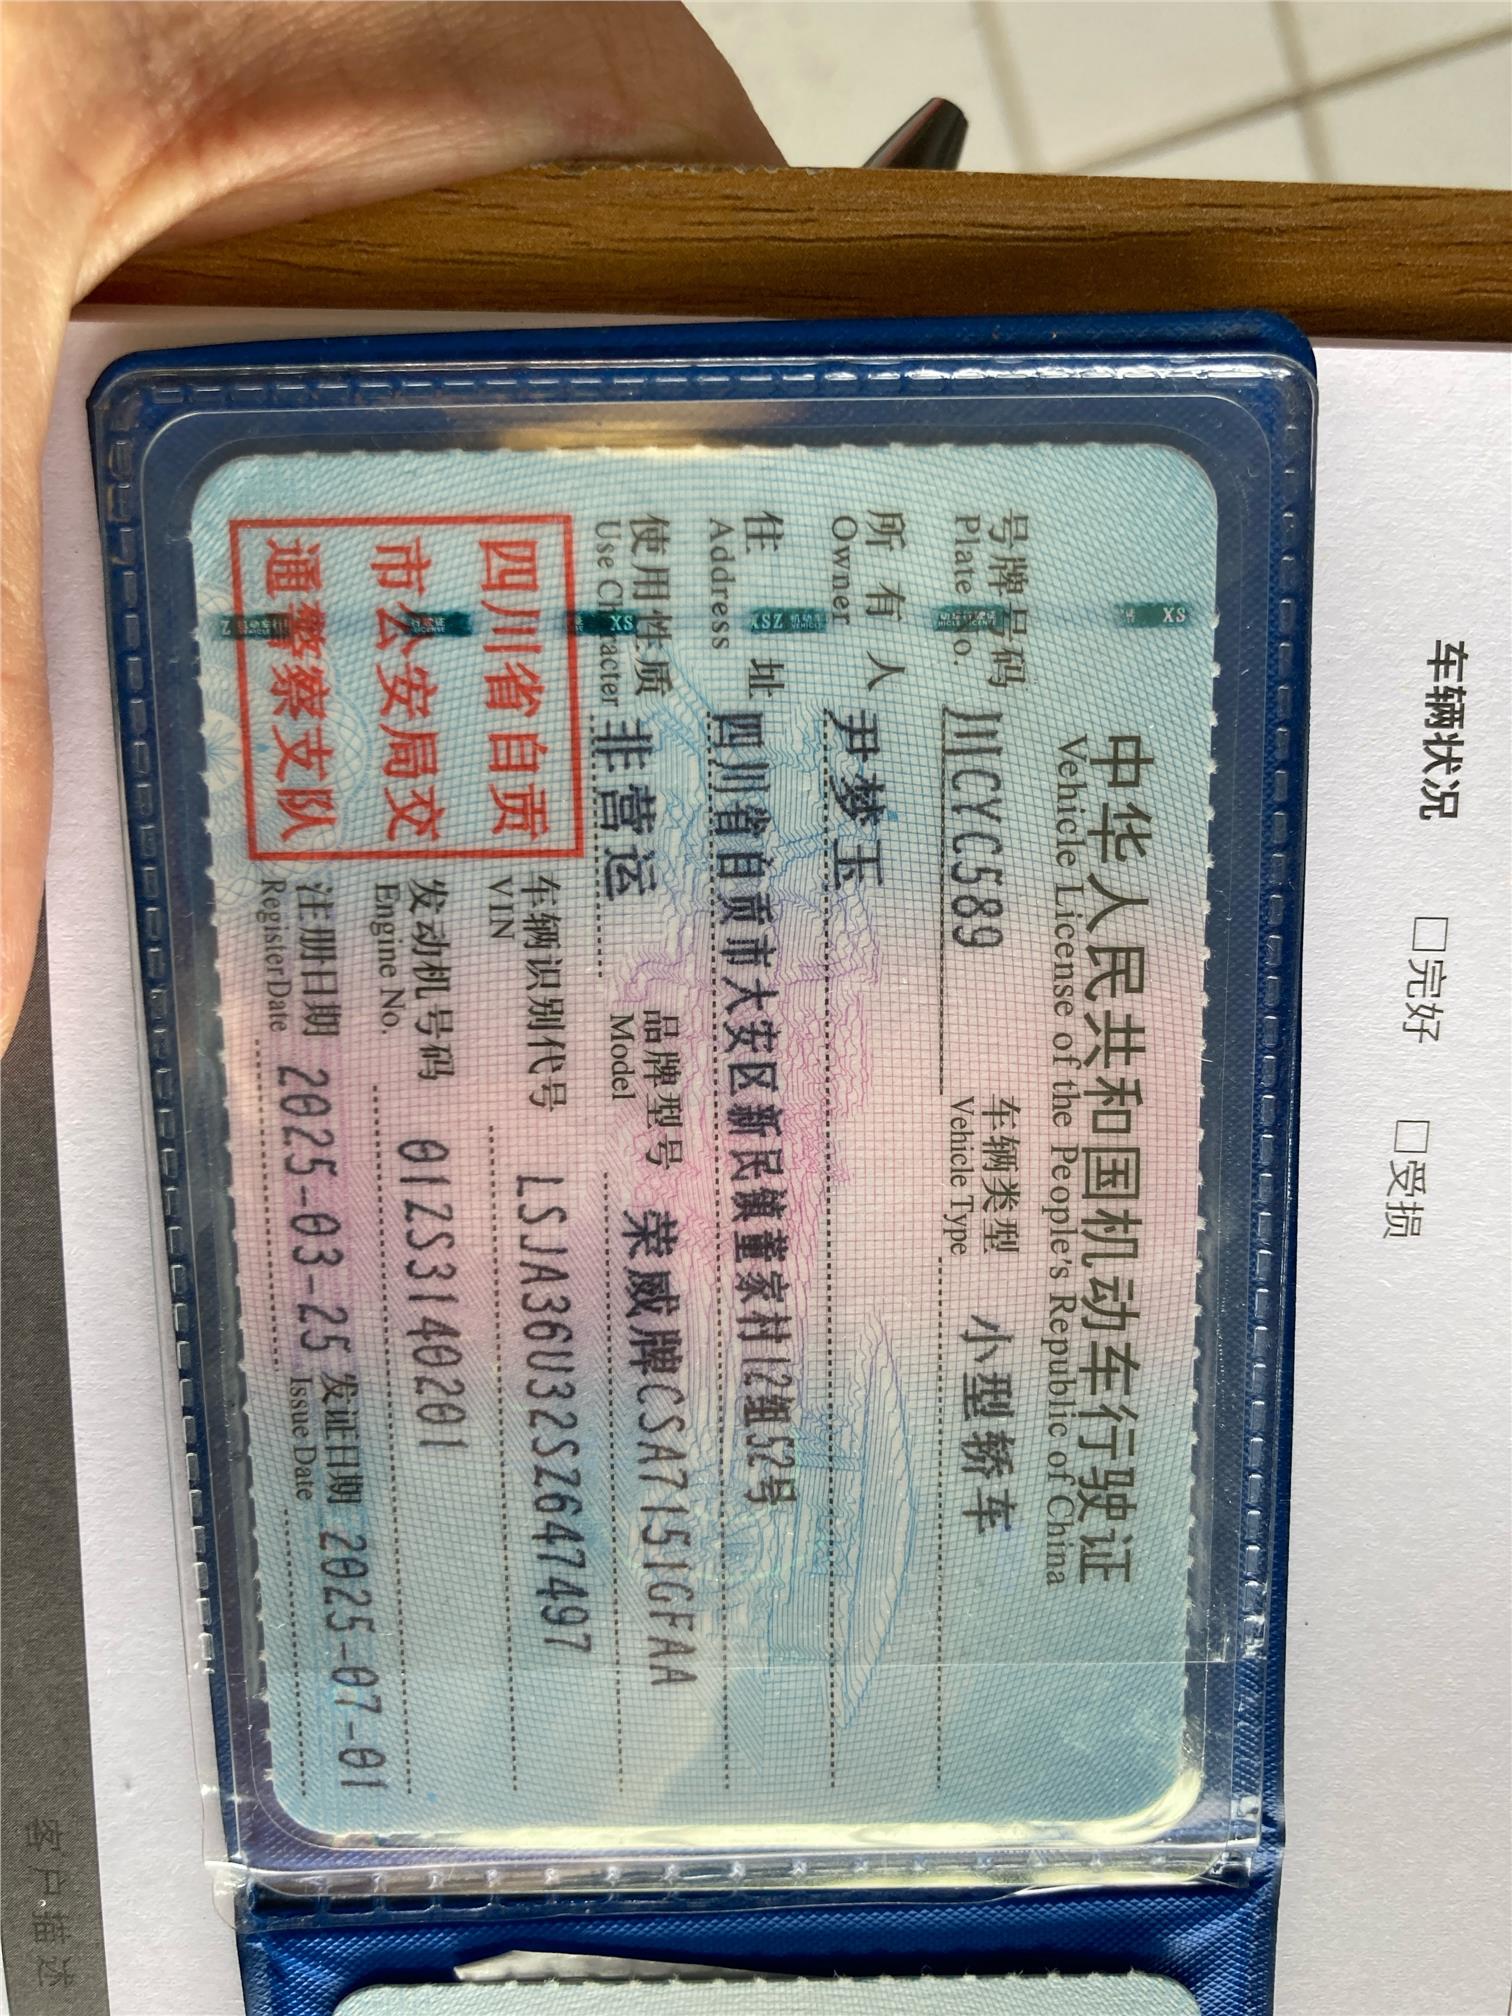 车辆状况
□完好 □受损
中华人民共和国机动车行驶证
Vehicle License of the People's Republic of China
号牌号码 川CYC589 车辆类型 小型轿车
Plate No. Vehicle Type
所有人 尹梦玉
Owner
住址 四川省自贡市大安区新民镇董家村12组52号
Address
使用性质 非营运 品牌型号 荣威牌CSA7151GFAA
Use Character Model
四川省自贡
市公安局交
通警察支队
车辆识别代号 LSJA36U32SZ647497
VIN
发动机号码 01ZS3140201
Engine No.
注册日期 2025-03-25 发证日期 2025-07-01
Register Date Issue Date
客户描述